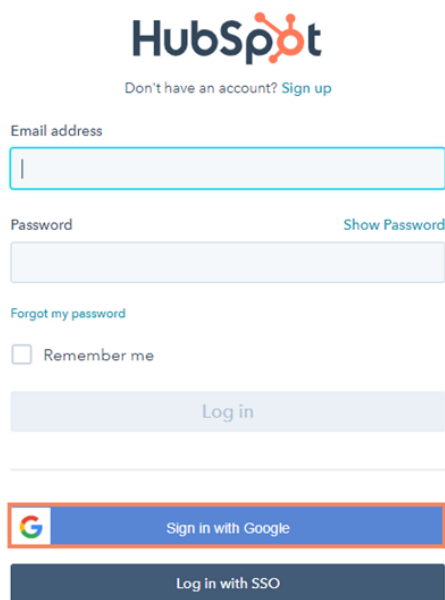 HubSpot
Don't have an account? Sign up
Email address
Password Show Password
Forgot my password
Remember me
Log in
Sign in with Google
Log in with SSO